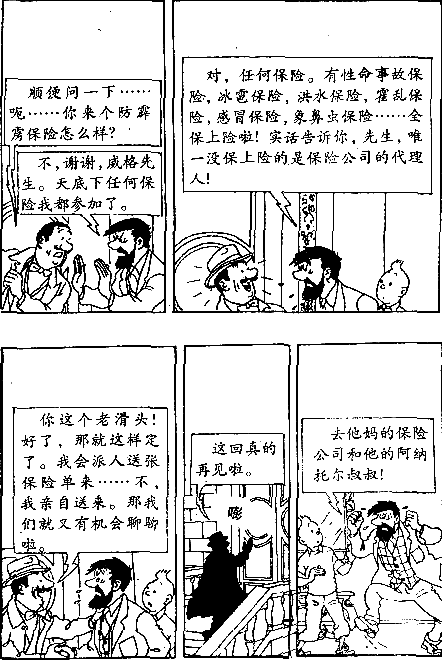 顺便问一下……
呃……你来个防霹
雳保险怎么样？
不，谢谢，威格先
生。天底下任何保
险我都参加了。
对，任何保险。有性命事故保
险，冰雹保险，洪水保险，霍乱保
险，感冒保险，象鼻虫保险……全
保上险啦！实话告诉你，先生，唯
一没保上险的是保险公司的代理
人！
你这个老滑头！
好了，那就这样定
了。我会派人送张
保险单来……不，
我亲自送来。那我
们就又有机会聊聊
啦。
这回真的
再见啦。
嘭
去他妈的保险
公司和他的阿纳
托尔叔叔！